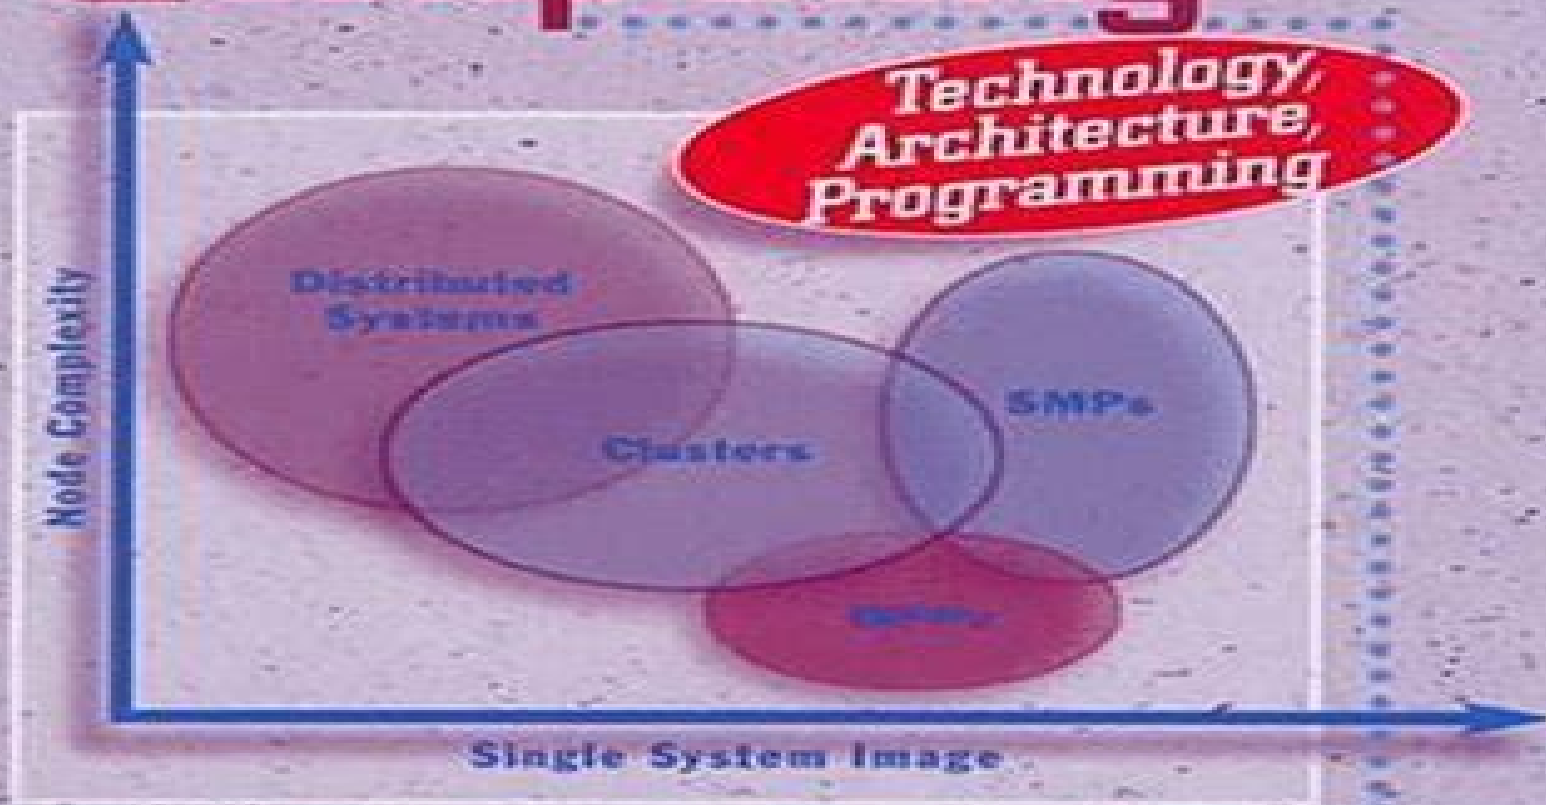 Technology,
Architecture,
Programming
Distributed
Systems
SMPs
Clusters
Node Complexity
Single System Image